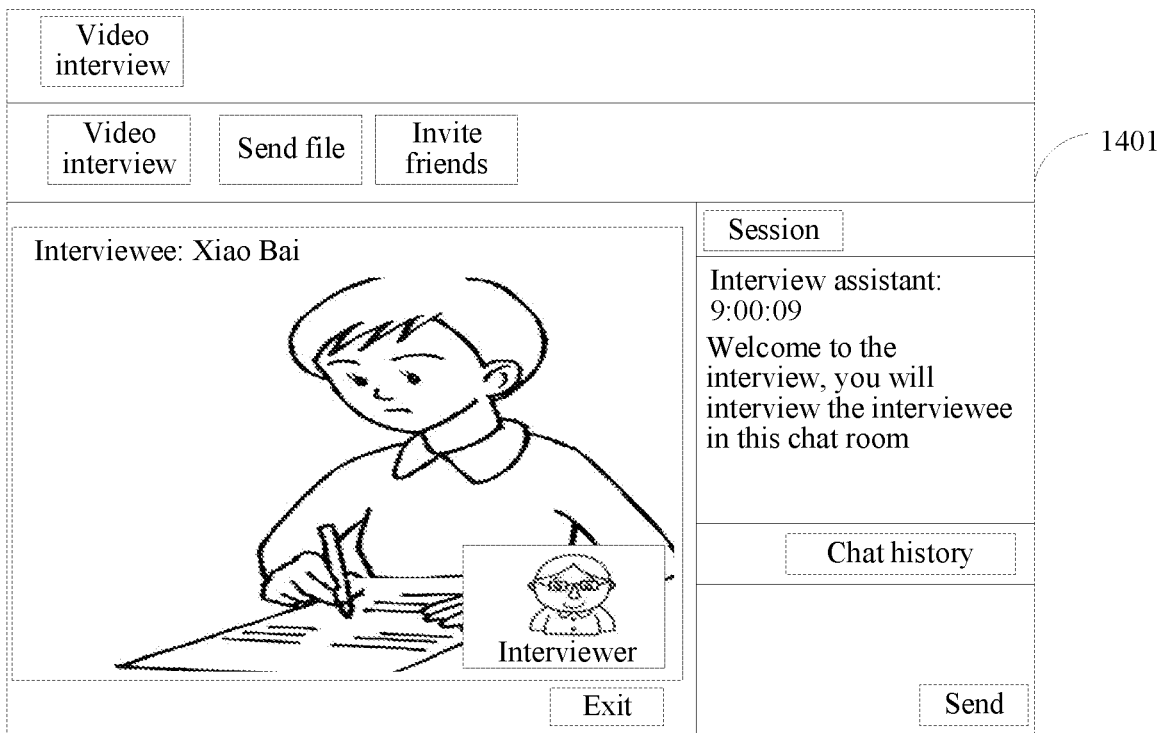 Video
interview
Video
interview
Send file
Invite
friends
1401
Interviewee: Xiao Bai
Session
Interview assistant:
9:00:09
Welcome to the
interview, you will
interview the interviewee
in this chat room
Chat history
Interviewer
Exit
Send